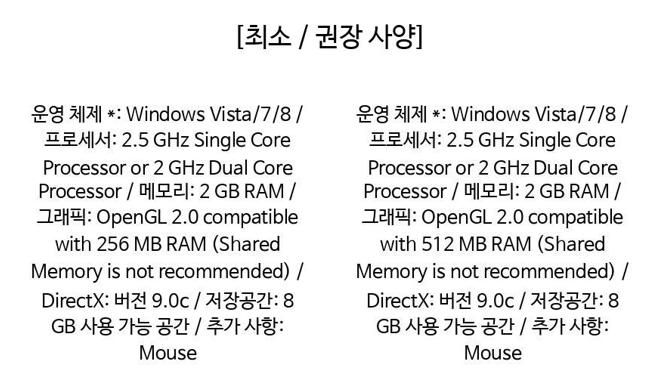 [최소 / 권장 사양]
운영 체제 *: Windows Vista/7/8 /
프로세서: 2.5 GHz Single Core
Processor or 2 GHz Dual Core
Processor / 메모리: 2 GB RAM /
그래픽: OpenGL 2.0 compatible
with 256 MB RAM (Shared
Memory is not recommended) /
DirectX: 버전 9.0c / 저장공간: 8
GB 사용 가능 공간 / 추가 사항:
Mouse
운영 체제 *: Windows Vista/7/8 /
프로세서: 2.5 GHz Single Core
Processor or 2 GHz Dual Core
Processor / 메모리: 2 GB RAM /
그래픽: OpenGL 2.0 compatible
with 512 MB RAM (Shared
Memory is not recommended) /
DirectX: 버전 9.0c / 저장공간: 8
GB 사용 가능 공간 / 추가 사항:
Mouse